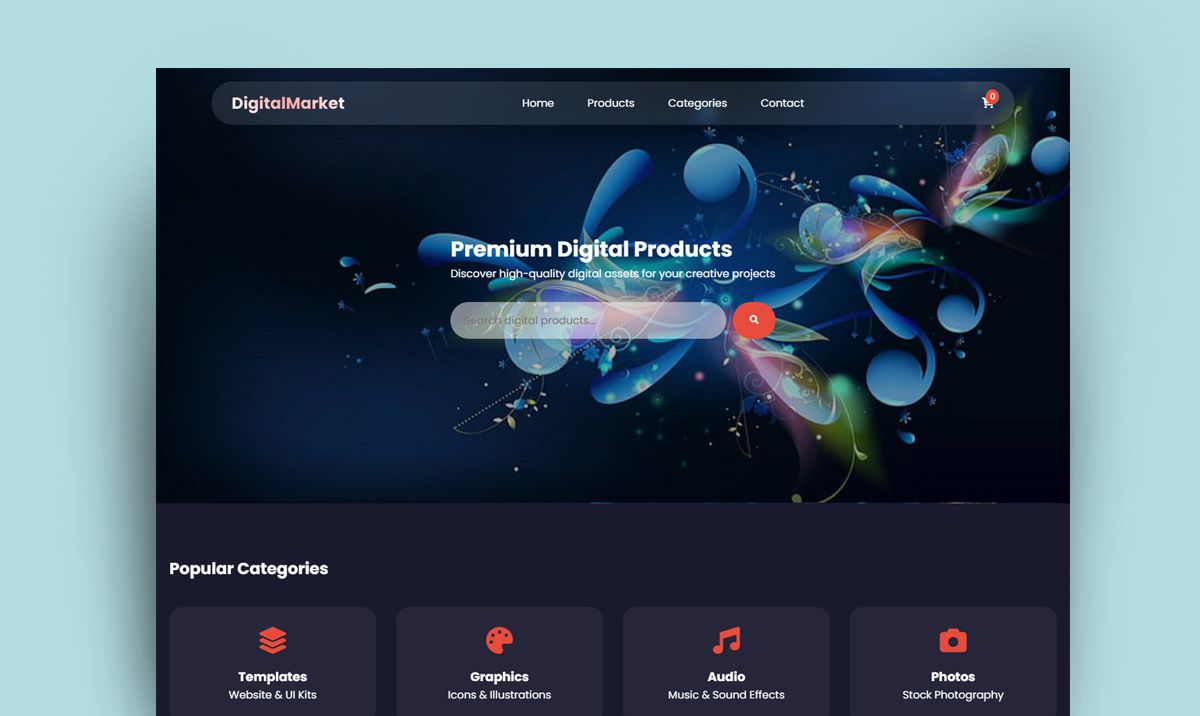 DigitalMarket
Home Products Categories Contact
0
Premium Digital Products
Discover high-quality digital assets for your creative projects
Search digital products...
Popular Categories
Templates
Website & UI Kits
Graphics
Icons & Illustrations
Audio
Music & Sound Effects
Photos
Stock Photography